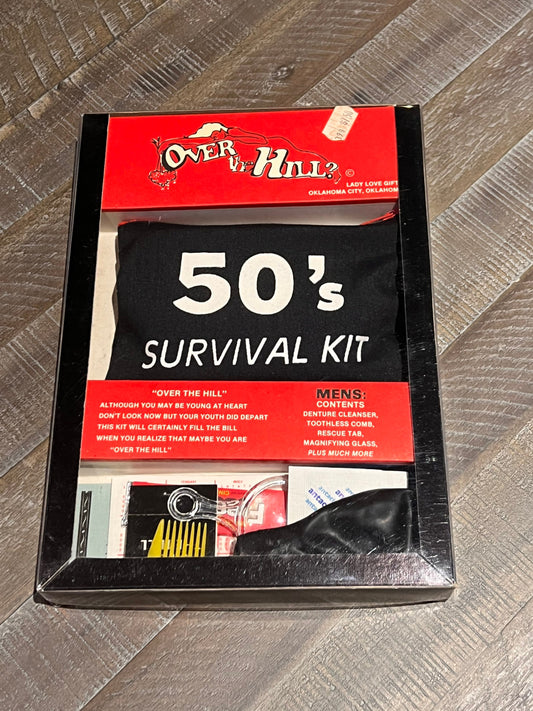 OVER THE HILL?
©
LADY LOVE GIFT
OKLAHOMA CITY, OKLAHOM
50's
SURVIVAL KIT
"OVER THE HILL"
ALTHOUGH YOU MAY BE YOUNG AT HEART
DON'T LOOK NOW BUT YOUR YOUTH DID DEPART
THIS KIT WILL CERTAINLY FILL THE BILL
WHEN YOU REALIZE THAT MAYBE YOU ARE
"OVER THE HILL"
MENS:
CONTENTS
DENTURE CLEANSER,
TOOTHLESS COMB,
RESCUE TAB,
MAGNIFYING GLASS,
PLUS MUCH MORE
antac